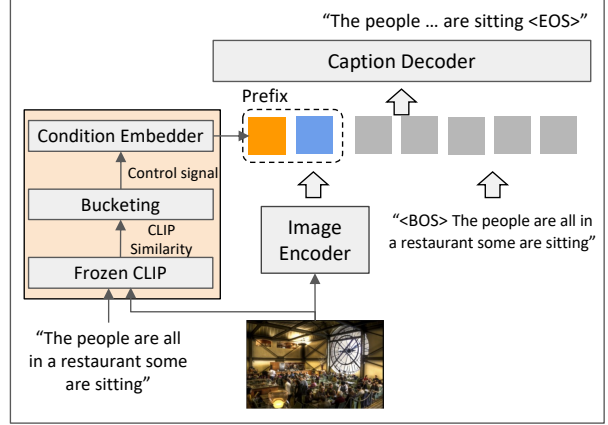 “The people ... are sitting <EOS>”
Caption Decoder
Prefix
Condition Embedder
Control signal
Bucketing
CLIP
Similarity
Frozen CLIP
“The people are all
in a restaurant some
are sitting”
Image
Encoder
“<BOS> The people are all in
a restaurant some are sitting”